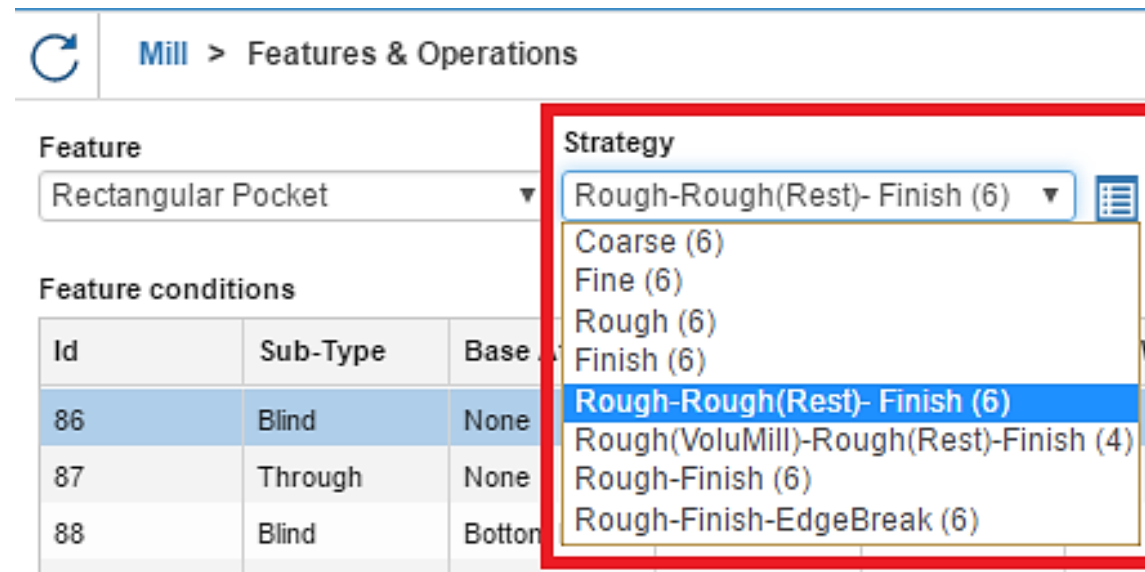 Mill > Features & Operations
Feature
Strategy
Rectangular Pocket
Rough-Rough(Rest)- Finish (6)
Coarse (6)
Fine (6)
Rough (6)
Finish (6)
Rough-Rough(Rest)- Finish (6)
Rough(VoluMill)-Rough(Rest)-Finish (4)
Rough-Finish (6)
Rough-Finish-EdgeBreak (6)
Feature conditions
Id Sub-Type Base
86 Blind None
87 Through None
88 Blind